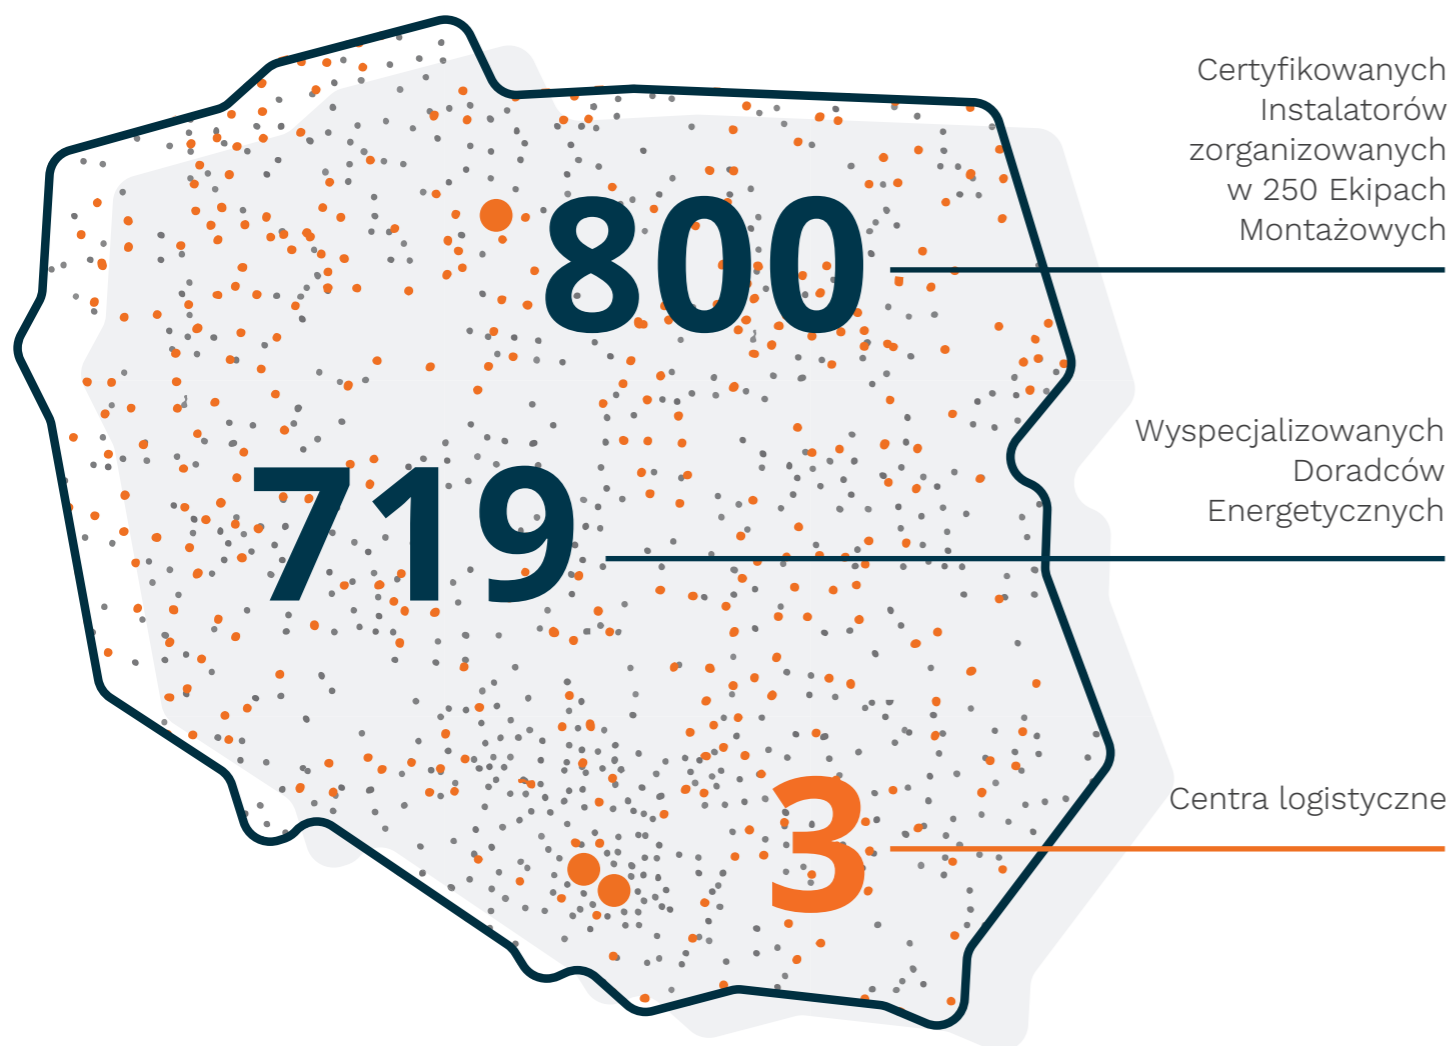 Certyfikowanych
Instalatorów
zorganizowanych
w 250 Ekipach
Montażowych
800
Wyspecjalizowanych
Doradców
Energetycznych
719
Centra logistyczne
3